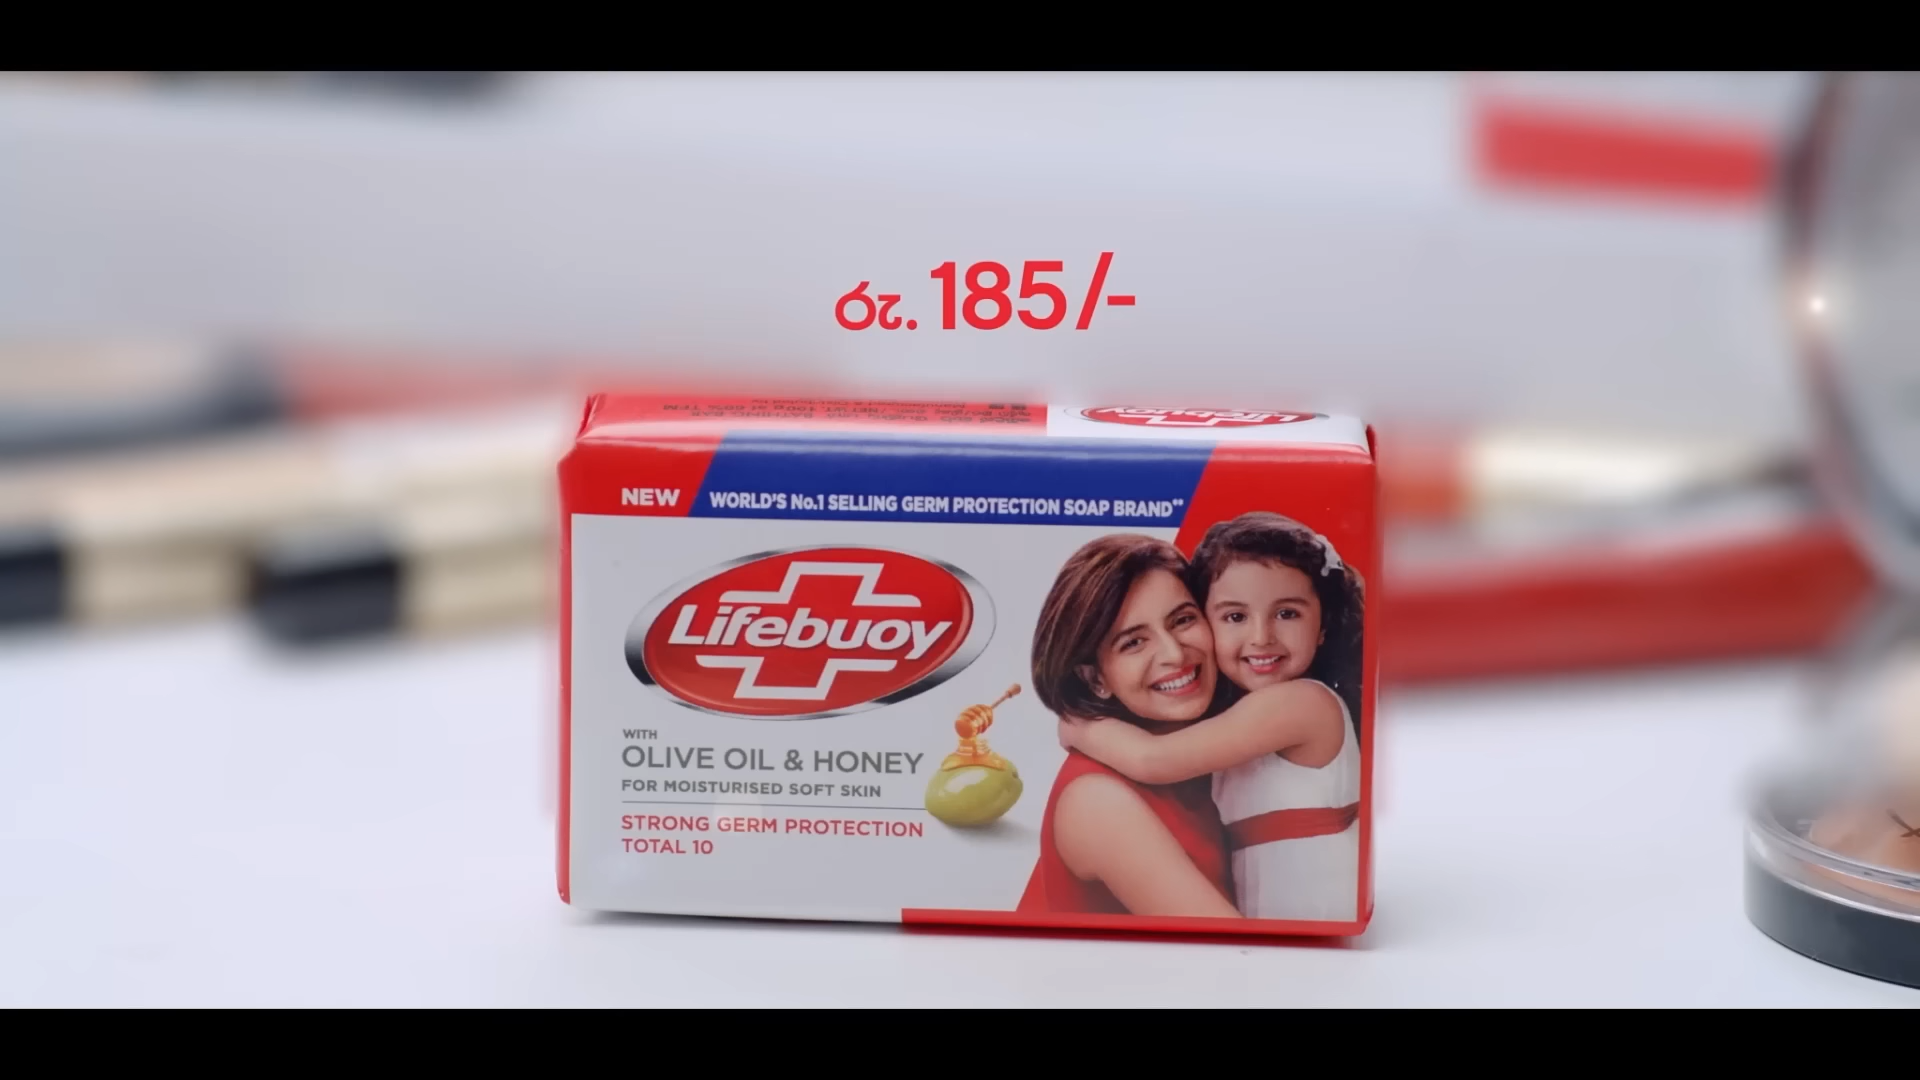 රු. 185/-
Lifebuoy
NEW
WORLD'S No.1 SELLING GERM PROTECTION SOAP BRAND**
Lifebuoy
WITH
OLIVE OIL & HONEY
FOR MOISTURISED SOFT SKIN
STRONG GERM PROTECTION
TOTAL 10